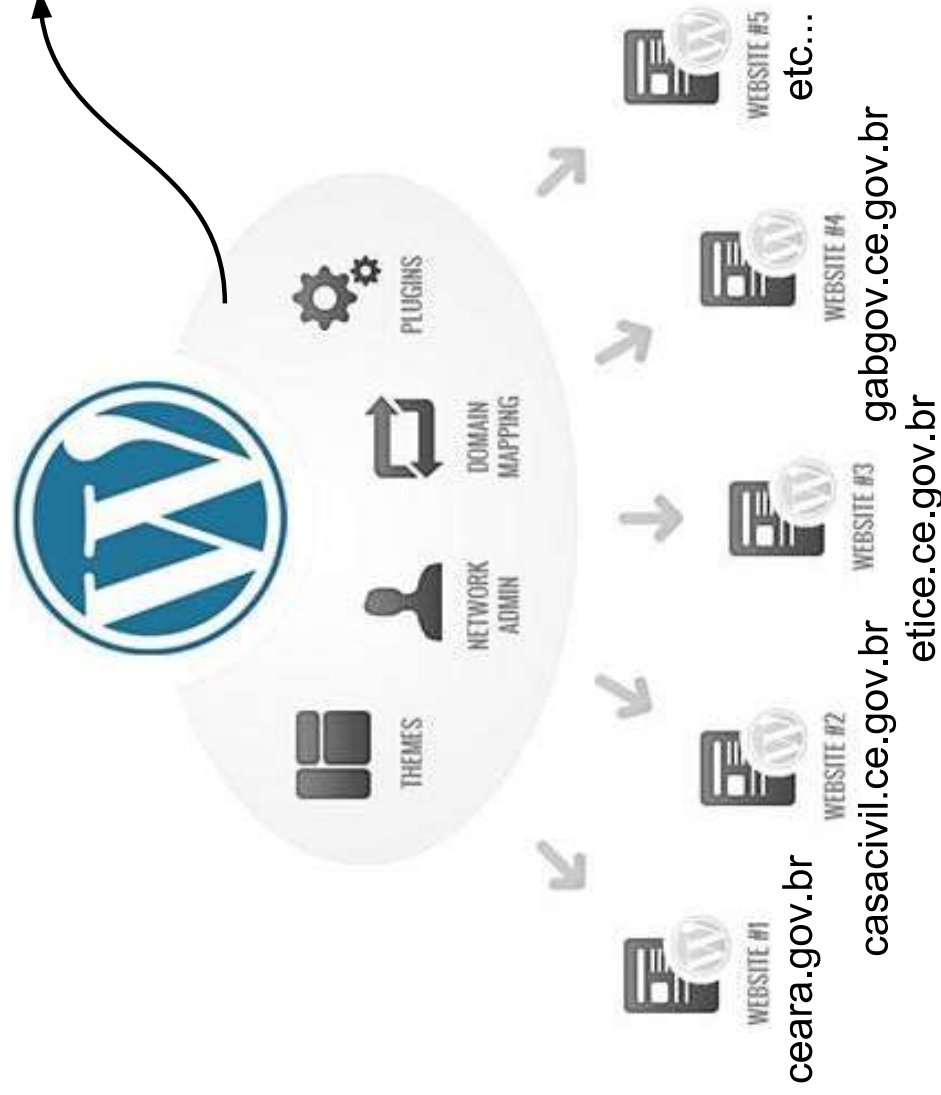 THEMES
NETWORK
ADMIN
DOMAIN
MAPPING
PLUGINS
WEBSITE #1
ceara.gov.br
WEBSITE #2
casacivil.ce.gov.br
WEBSITE #3
etice.ce.gov.br
WEBSITE #4
gabgov.ce.gov.br
WEBSITE #5
etc...